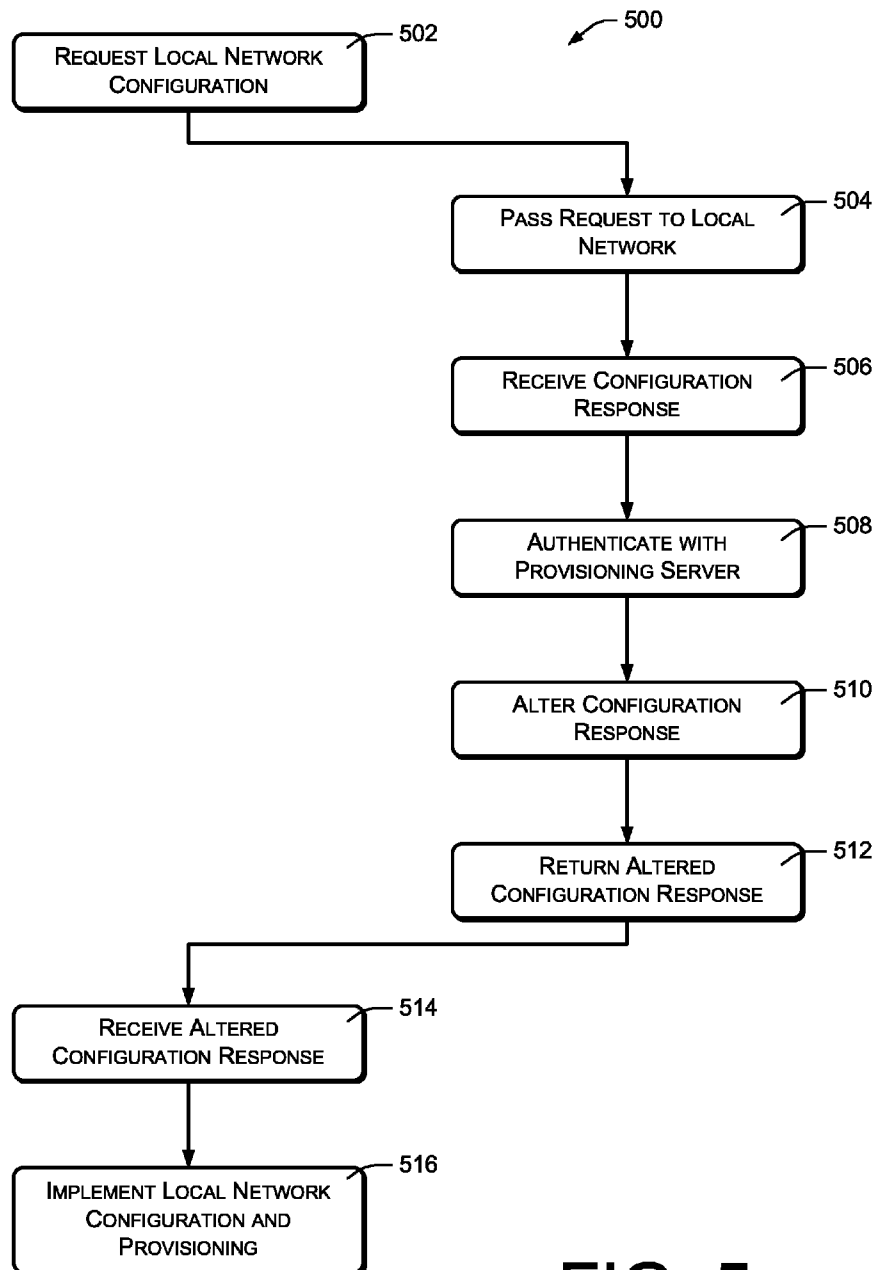 500
502
REQUEST LOCAL NETWORK
CONFIGURATION
504
PASS REQUEST TO LOCAL
NETWORK
506
RECEIVE CONFIGURATION
RESPONSE
508
AUTHENTICATE WITH
PROVISIONING SERVER
510
ALTER CONFIGURATION
RESPONSE
512
RETURN ALTERED
CONFIGURATION RESPONSE
514
RECEIVE ALTERED
CONFIGURATION RESPONSE
516
IMPLEMENT LOCAL NETWORK
CONFIGURATION AND
PROVISIONING